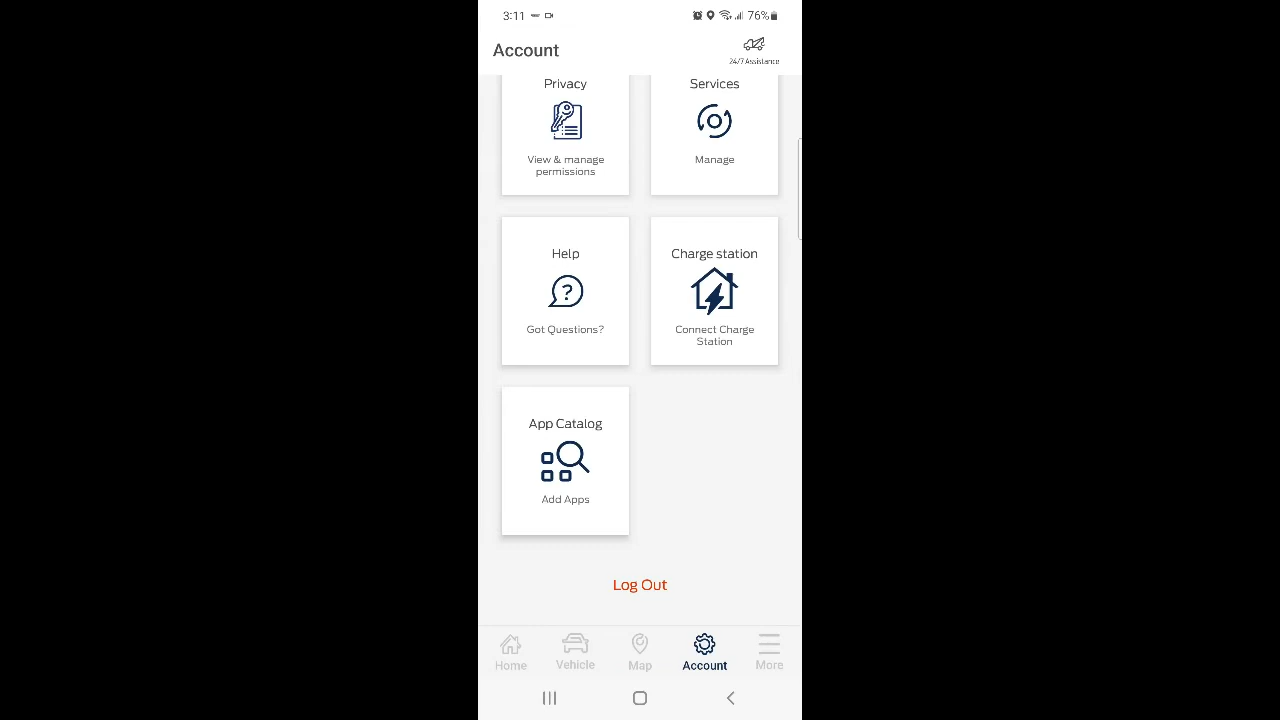 3:11
76%
Account
24/7 Assistance
Privacy
View & manage
permissions
Services
Manage
Help
?
Got Questions?
Charge station
Connect Charge
Station
App Catalog
Add Apps
Log Out
Home
Vehicle
Map
Account
More